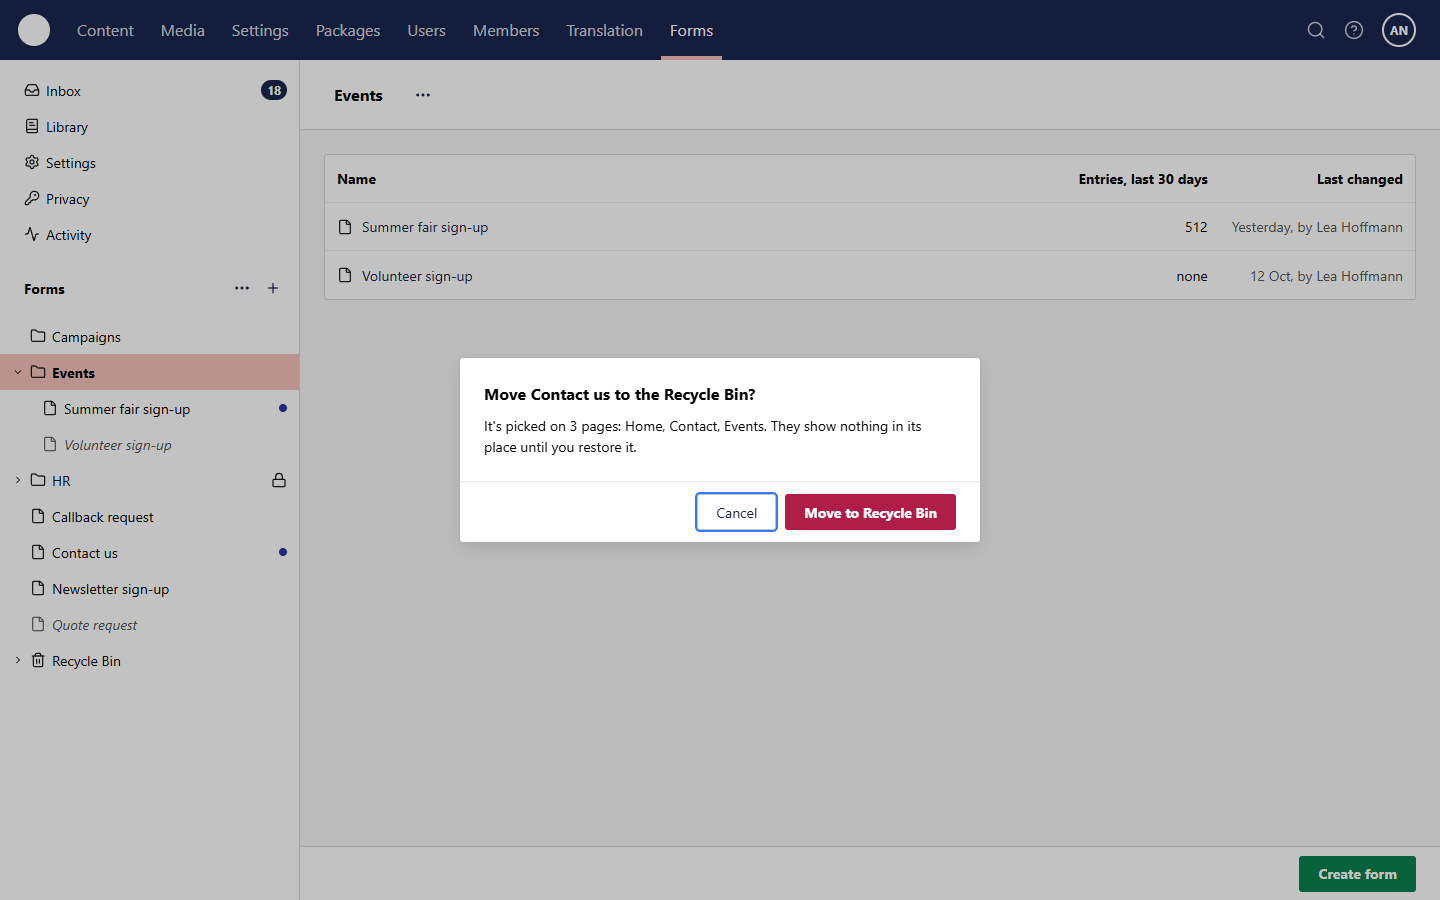 Content Media Settings Packages Users Members Translation Forms AN
Inbox 18
Library
Settings
Privacy
Activity
Forms
Campaigns
Events
Summer fair sign-up
Volunteer sign-up
HR
Callback request
Contact us
Newsletter sign-up
Quote request
Recycle Bin
Events
Name Entries, last 30 days Last changed
Summer fair sign-up 512 Yesterday, by Lea Hoffmann
Volunteer sign-up none 12 Oct, by Lea Hoffmann
Move Contact us to the Recycle Bin?
It's picked on 3 pages: Home, Contact, Events. They show nothing in its
place until you restore it.
Cancel Move to Recycle Bin
Create form